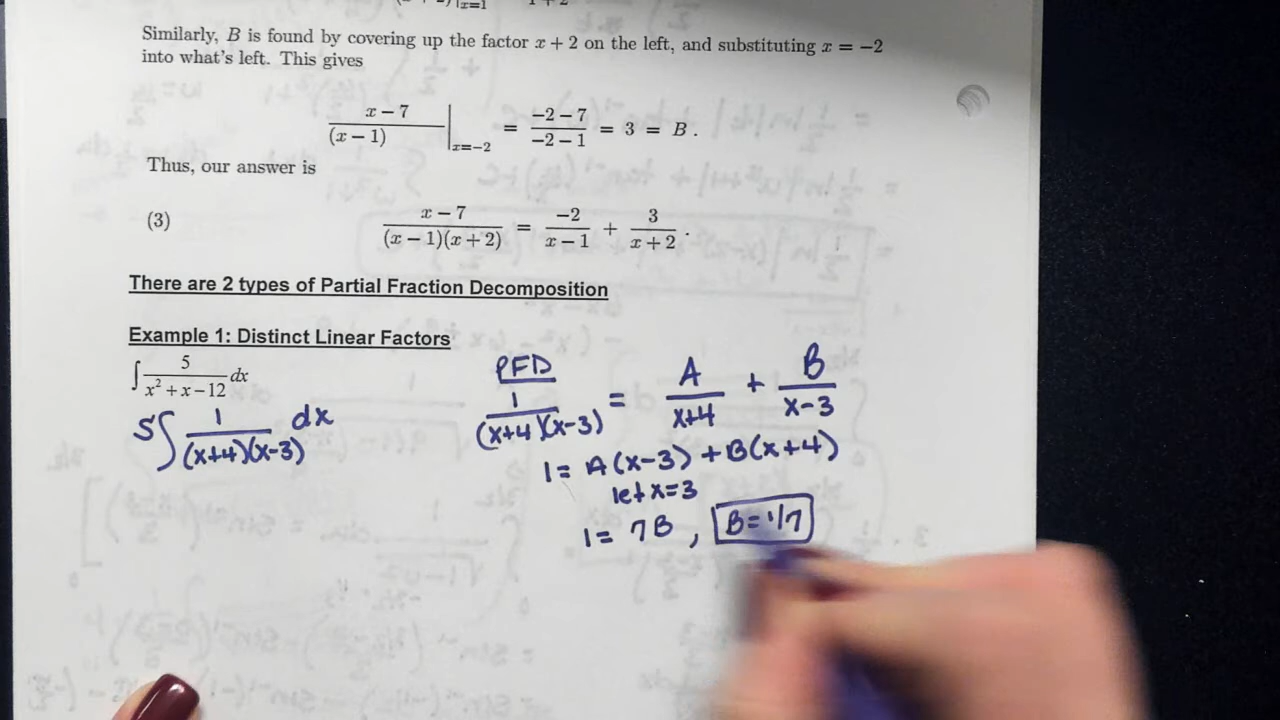 Similarly, B is found by covering up the factor x + 2 on the left, and substituting x = −2
into what's left. This gives
x − 7 / (x − 1) |x=−2 = −2 − 7 / −2 − 1 = 3 = B .
Thus, our answer is
(3) x − 7 / (x − 1)(x + 2) = −2 / x − 1 + 3 / x + 2 .
There are 2 types of Partial Fraction Decomposition
Example 1: Distinct Linear Factors
∫ 5 / x² + x − 12 dx
5∫ 1 / (x+4)(x-3) dx
PFD
1 / (x+4)(x-3) = A / x+4 + B / x-3
1 = A(x-3) + B(x+4)
let x=3
1 = 7B , B = 1/7